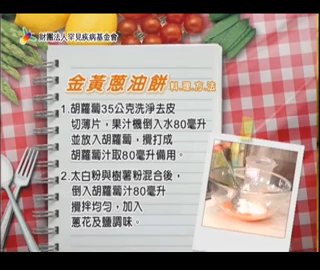 財團法人罕見疾病基金會
金黃蔥油餅 料.理.方.法
1.胡蘿蔔35公克洗淨去皮
切薄片，果汁機倒入水80毫升
並放入胡蘿蔔，攪打成
胡蘿蔔汁取80毫升備用。
2.太白粉與樹薯粉混合後，
倒入胡蘿蔔汁80毫升
攪拌均勻，加入
蔥花及鹽調味。